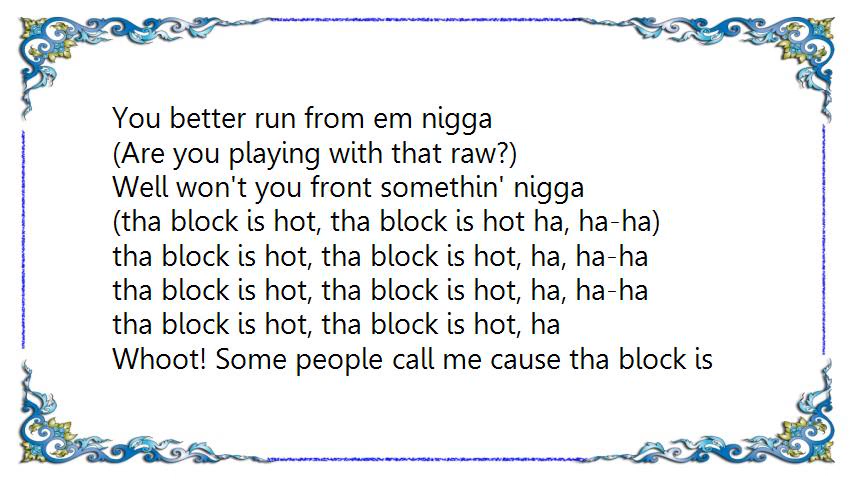 You better run from em nigga
(Are you playing with that raw?)
Well won't you front somethin' nigga
(tha block is hot, tha block is hot ha, ha-ha)
tha block is hot, tha block is hot, ha, ha-ha
tha block is hot, tha block is hot, ha, ha-ha
tha block is hot, tha block is hot, ha
Whoot! Some people call me cause tha block is